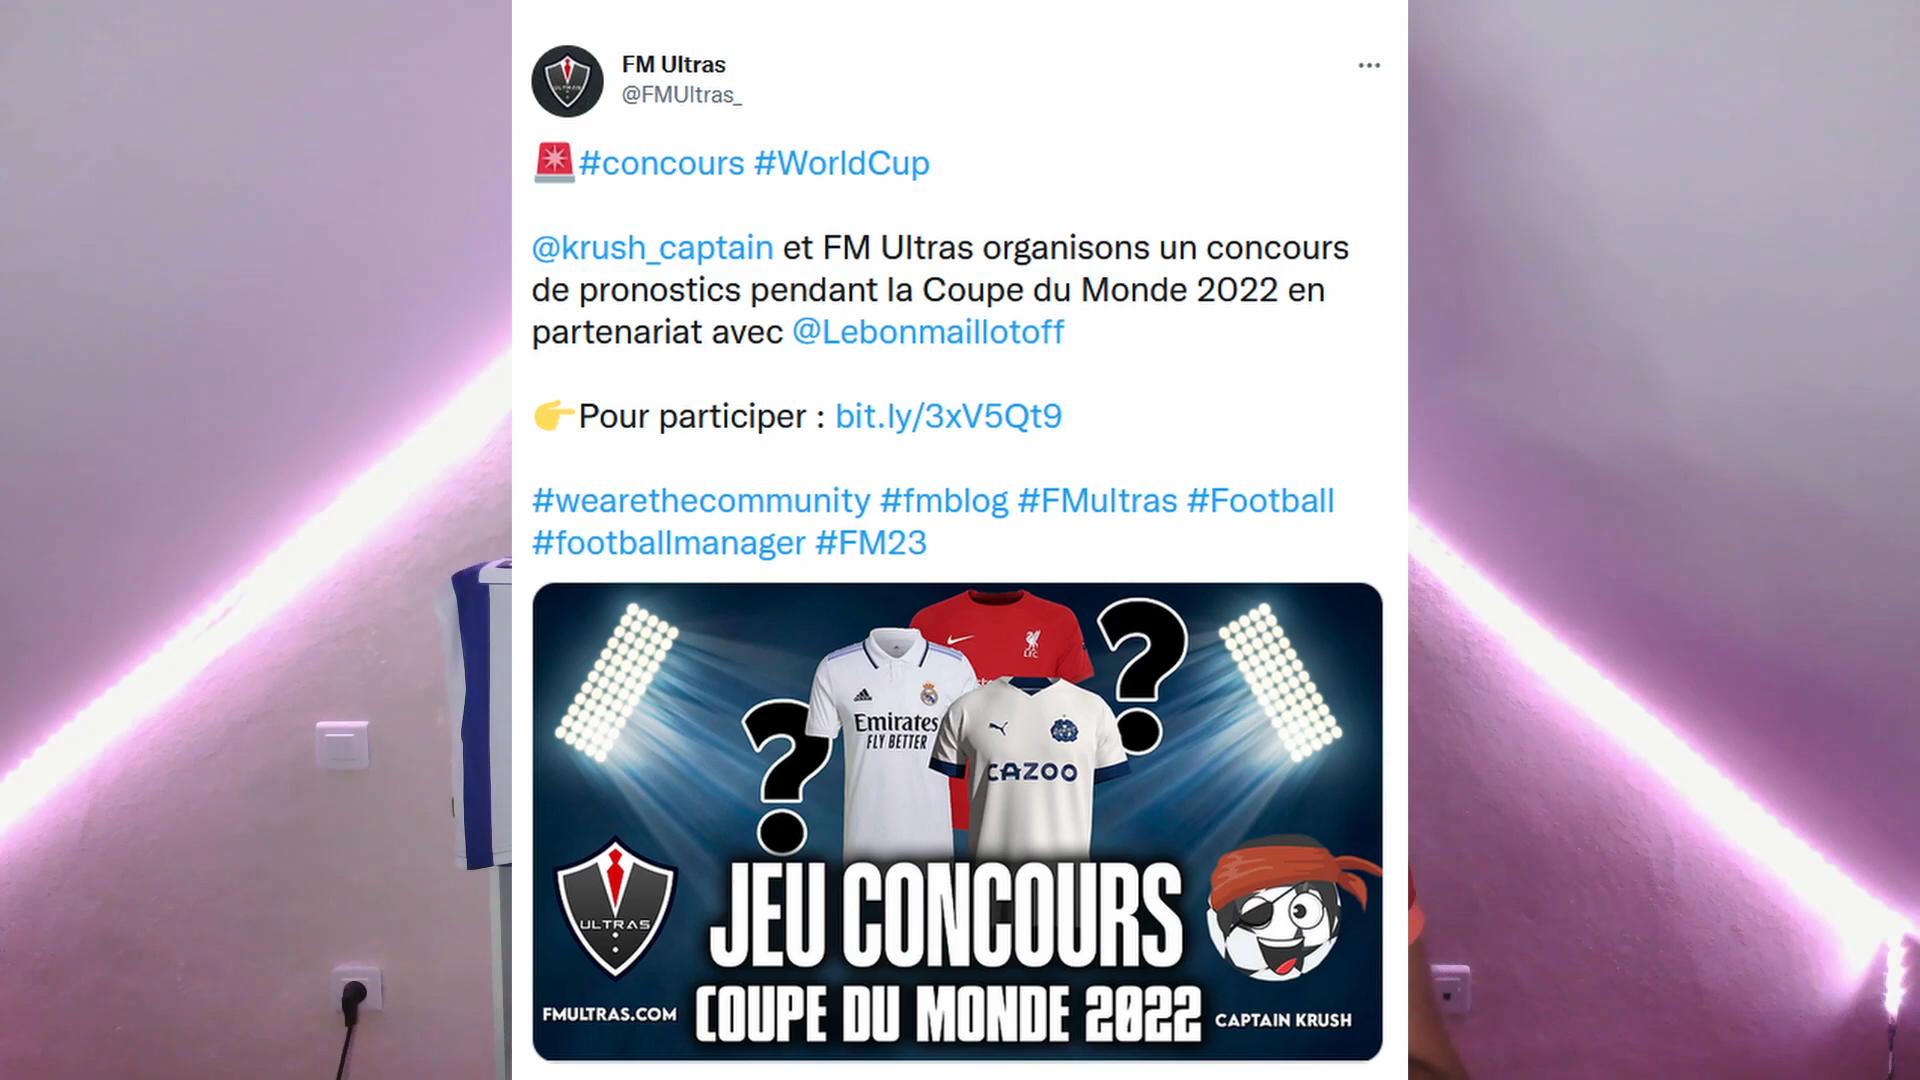 FM Ultras
@FMUltras_
🚨#concours #WorldCup
@krush_captain et FM Ultras organisons un concours
de pronostics pendant la Coupe du Monde 2022 en
partenariat avec @Lebonmaillotoff
👉Pour participer : bit.ly/3xV5Qt9
#wearethecommunity #fmblog #FMultras #Football
#footballmanager #FM23
L.F.C.
Emirates
FLY BETTER
CAZOO
ULTRAS
JEU CONCOURS
COUPE DU MONDE 2022
FMULTRAS.COM
CAPTAIN KRUSH